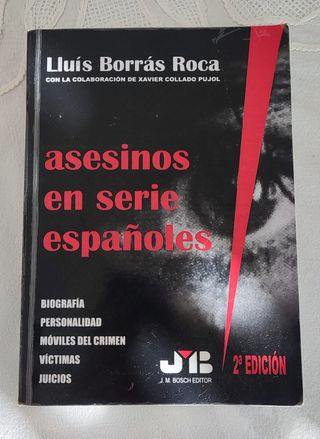 Lluís Borrás Roca
CON LA COLABORACIÓN DE XAVIER COLLADO PUJOL
asesinos
en serie
españoles
BIOGRAFÍA
PERSONALIDAD
MÓVILES DEL CRIMEN
VÍCTIMAS
JUICIOS
JMB
J. M. BOSCH EDITOR
2ª EDICIÓN